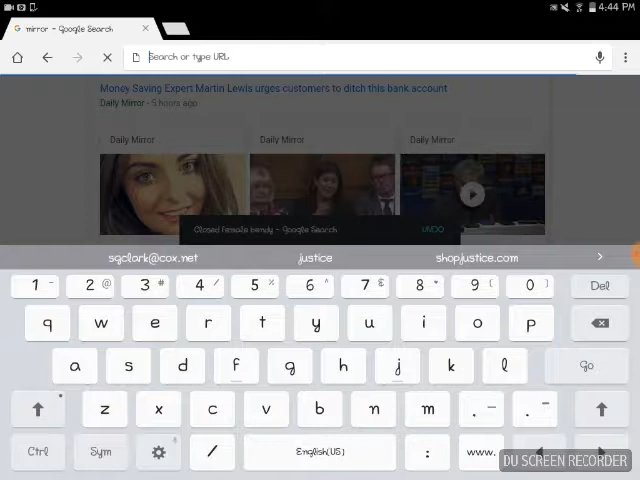 4:44 PM
mirror - Google Search
Search or type URL
Money Saving Expert Martin Lewis urges customers to ditch this bank account
Daily Mirror - 5 hours ago
Daily Mirror Daily Mirror Daily Mirror
Closed female bendy - Google Search UNDO
sgclark@cox.net justice shopjustice.com
1 - 2 @ 3 # 4 / 5 % 6 ^ 7 8 * 9 ( 0 ) Del
q w e r t y u i o p
a s d f g h j k l Go
z x c v b n m . - . -
Ctrl Sym / English(US) : www.
DU SCREEN RECORDER